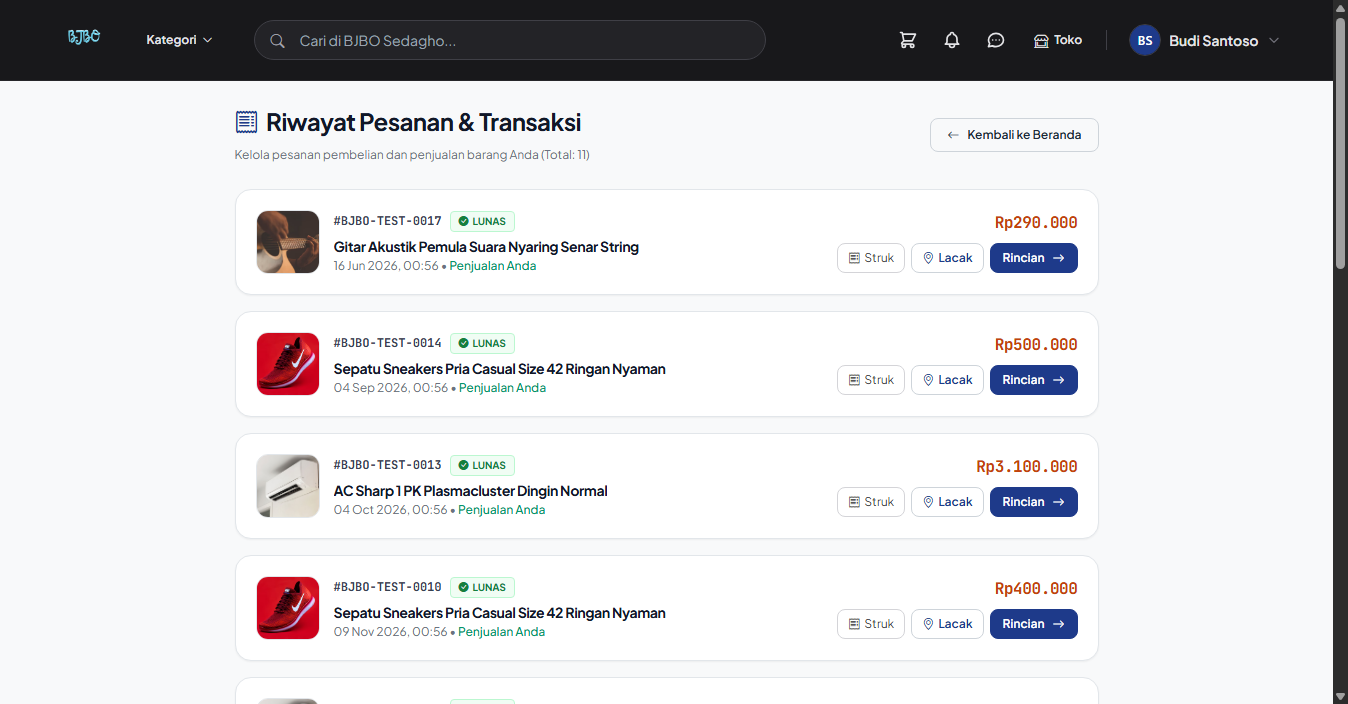 BJBO
Kategori
Cari di BJBO Sedagho...
Toko
BS
Budi Santoso
Riwayat Pesanan & Transaksi
Kelola pesanan pembelian dan penjualan barang Anda (Total: 11)
Kembali ke Beranda
#BJBO-TEST-0017 LUNAS
Rp290.000
Gitar Akustik Pemula Suara Nyaring Senar String
16 Jun 2026, 00:56 • Penjualan Anda
Struk Lacak Rincian
#BJBO-TEST-0014 LUNAS
Rp500.000
Sepatu Sneakers Pria Casual Size 42 Ringan Nyaman
04 Sep 2026, 00:56 • Penjualan Anda
Struk Lacak Rincian
#BJBO-TEST-0013 LUNAS
Rp3.100.000
AC Sharp 1 PK Plasmacluster Dingin Normal
04 Oct 2026, 00:56 • Penjualan Anda
Struk Lacak Rincian
#BJBO-TEST-0010 LUNAS
Rp400.000
Sepatu Sneakers Pria Casual Size 42 Ringan Nyaman
09 Nov 2026, 00:56 • Penjualan Anda
Struk Lacak Rincian